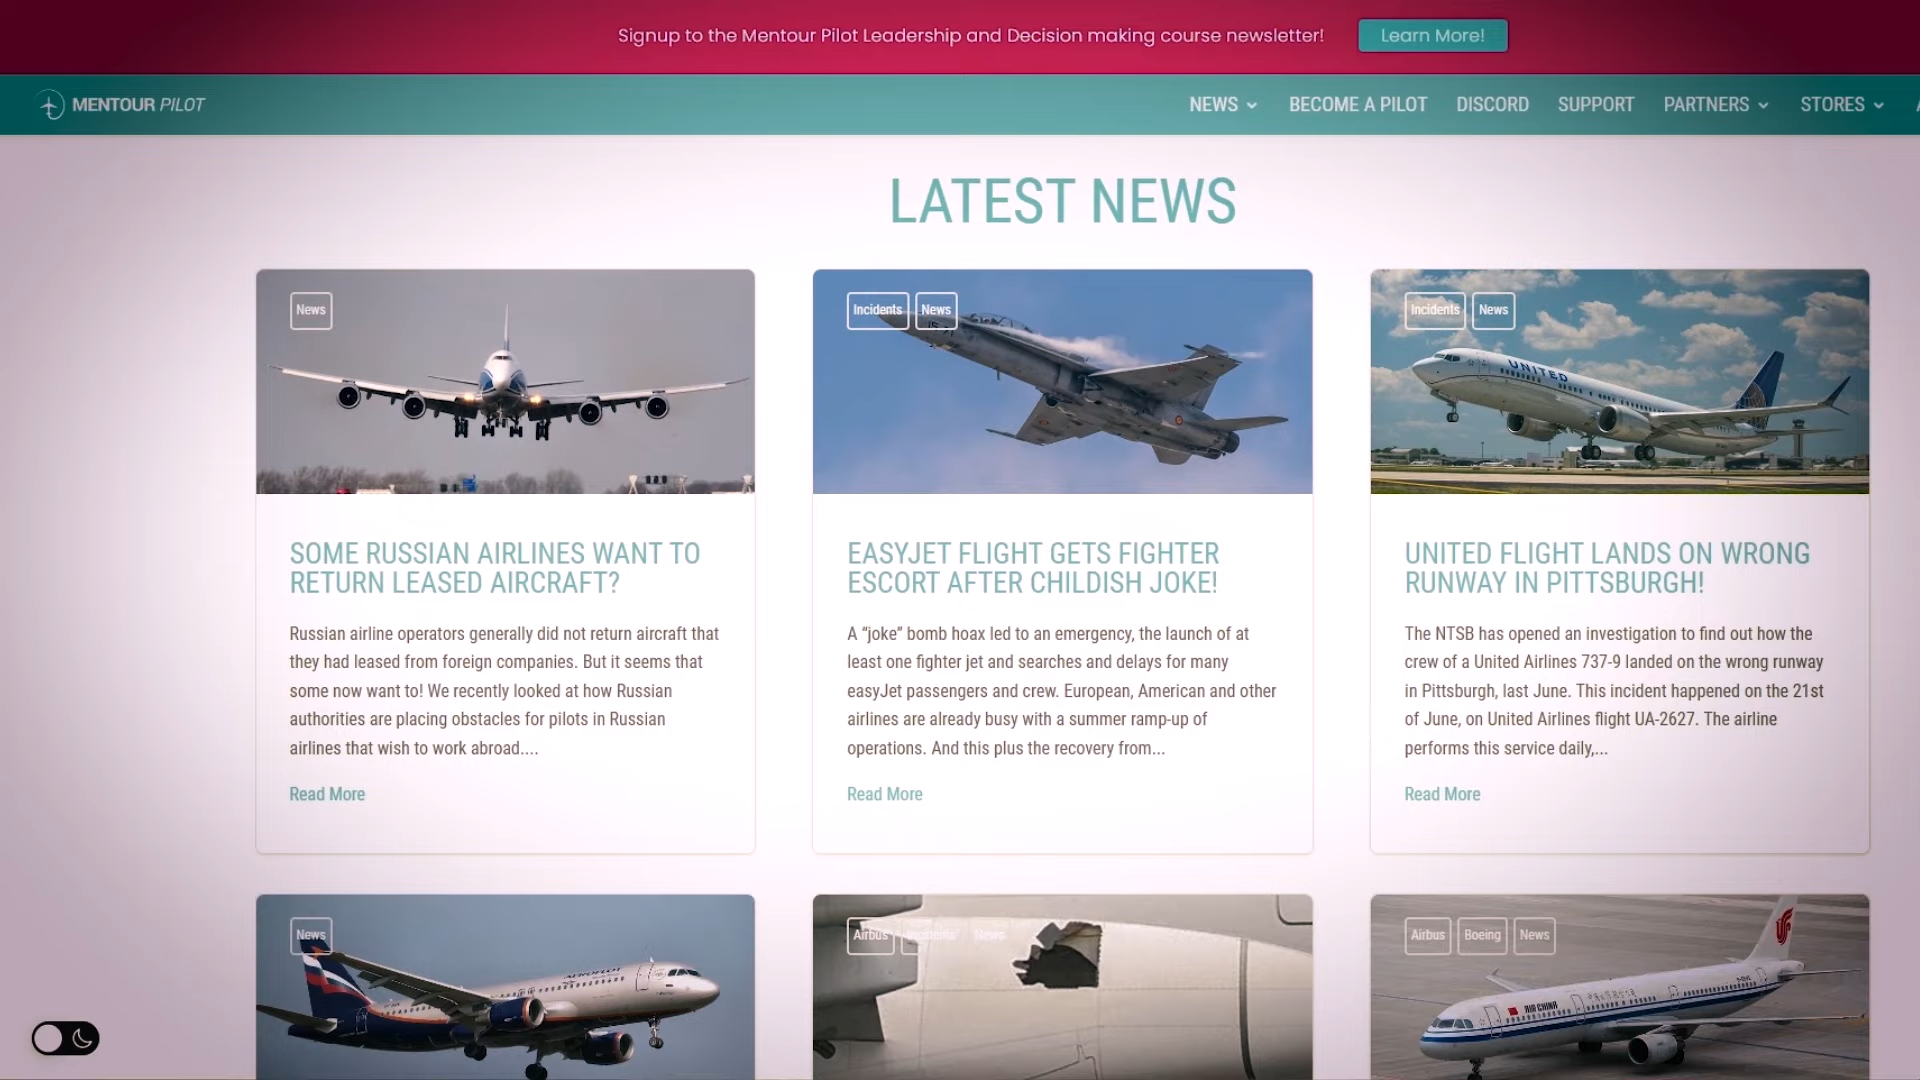 Signup to the Mentour Pilot Leadership and Decision making course newsletter!
Learn More!
MENTOUR PILOT
NEWS
BECOME A PILOT
DISCORD
SUPPORT
PARTNERS
STORES
LATEST NEWS
News
Incidents
News
Incidents
News
UNITED
SOME RUSSIAN AIRLINES WANT TO
RETURN LEASED AIRCRAFT?
Russian airline operators generally did not return aircraft that
they had leased from foreign companies. But it seems that
some now want to! We recently looked at how Russian
authorities are placing obstacles for pilots in Russian
airlines that wish to work abroad....
Read More
EASYJET FLIGHT GETS FIGHTER
ESCORT AFTER CHILDISH JOKE!
A “joke” bomb hoax led to an emergency, the launch of at
least one fighter jet and searches and delays for many
easyJet passengers and crew. European, American and other
airlines are already busy with a summer ramp-up of
operations. And this plus the recovery from...
Read More
UNITED FLIGHT LANDS ON WRONG
RUNWAY IN PITTSBURGH!
The NTSB has opened an investigation to find out how the
crew of a United Airlines 737-9 landed on the wrong runway
in Pittsburgh, last June. This incident happened on the 21st
of June, on United Airlines flight UA-2627. The airline
performs this service daily,...
Read More
News
AEROFLOT
Airbus
Incidents
News
Airbus
Boeing
News
AIR CHINA